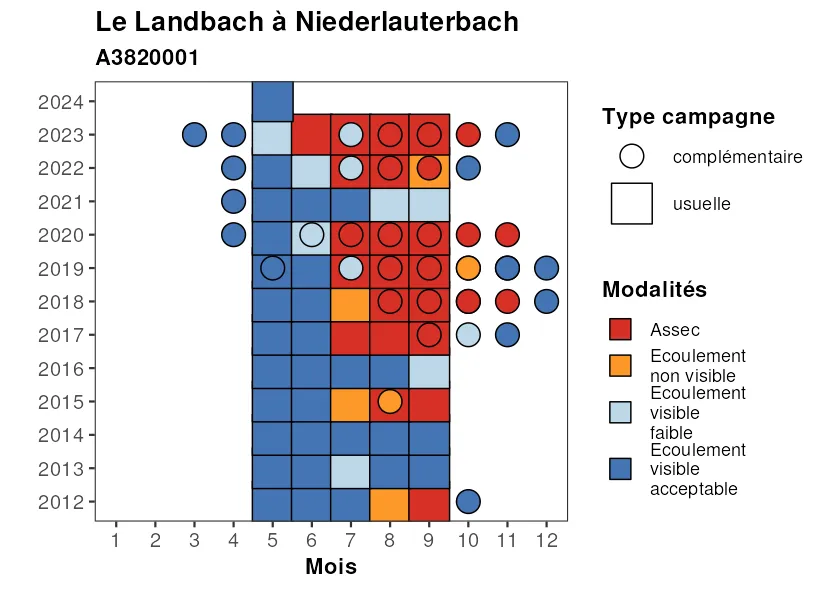 Le Landbach à Niederlauterbach
A3820001
2024
2023
2022
2021
2020
2019
2018
2017
2016
2015
2014
2013
2012
1 2 3 4 5 6 7 8 9 10 11 12
Mois
Type campagne
complémentaire
usuelle
Modalités
Assec
Ecoulement
non visible
Ecoulement
visible
faible
Ecoulement
visible
acceptable